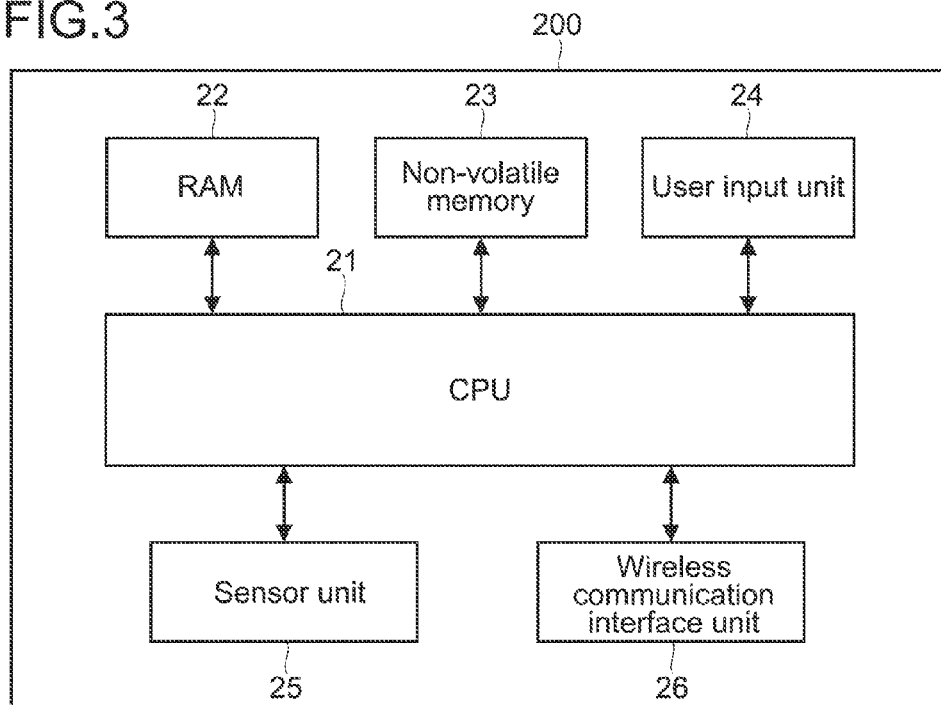 FIG.3
200
22
23
24
RAM
Non-volatile
memory
User input unit
21
CPU
Sensor unit
Wireless
communication
interface unit
25
26